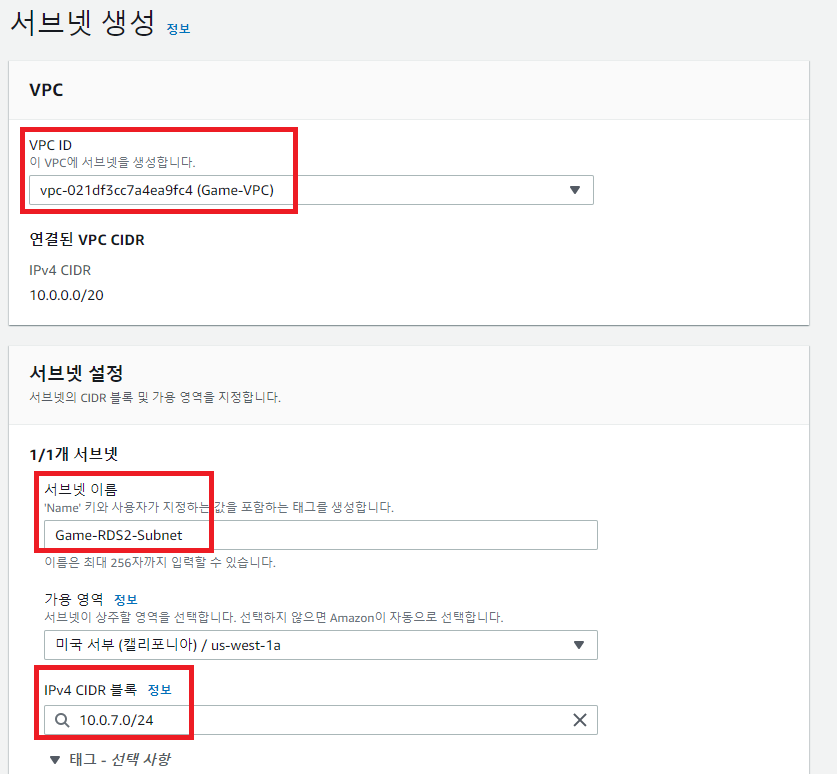 서브넷 생성 정보
VPC
VPC ID
이 VPC에 서브넷을 생성합니다.
vpc-021df3cc7a4ea9fc4 (Game-VPC)
연결된 VPC CIDR
IPv4 CIDR
10.0.0.0/20
서브넷 설정
서브넷의 CIDR 블록 및 가용 영역을 지정합니다.
1/1개 서브넷
서브넷 이름
'Name' 키와 사용자가 지정하는 값을 포함하는 태그를 생성합니다.
Game-RDS2-Subnet
이름은 최대 256자까지 입력할 수 있습니다.
가용 영역 정보
서브넷이 상주할 영역을 선택합니다. 선택하지 않으면 Amazon이 자동으로 선택합니다.
미국 서부 (캘리포니아) / us-west-1a
IPv4 CIDR 블록 정보
10.0.7.0/24
태그 - 선택 사항